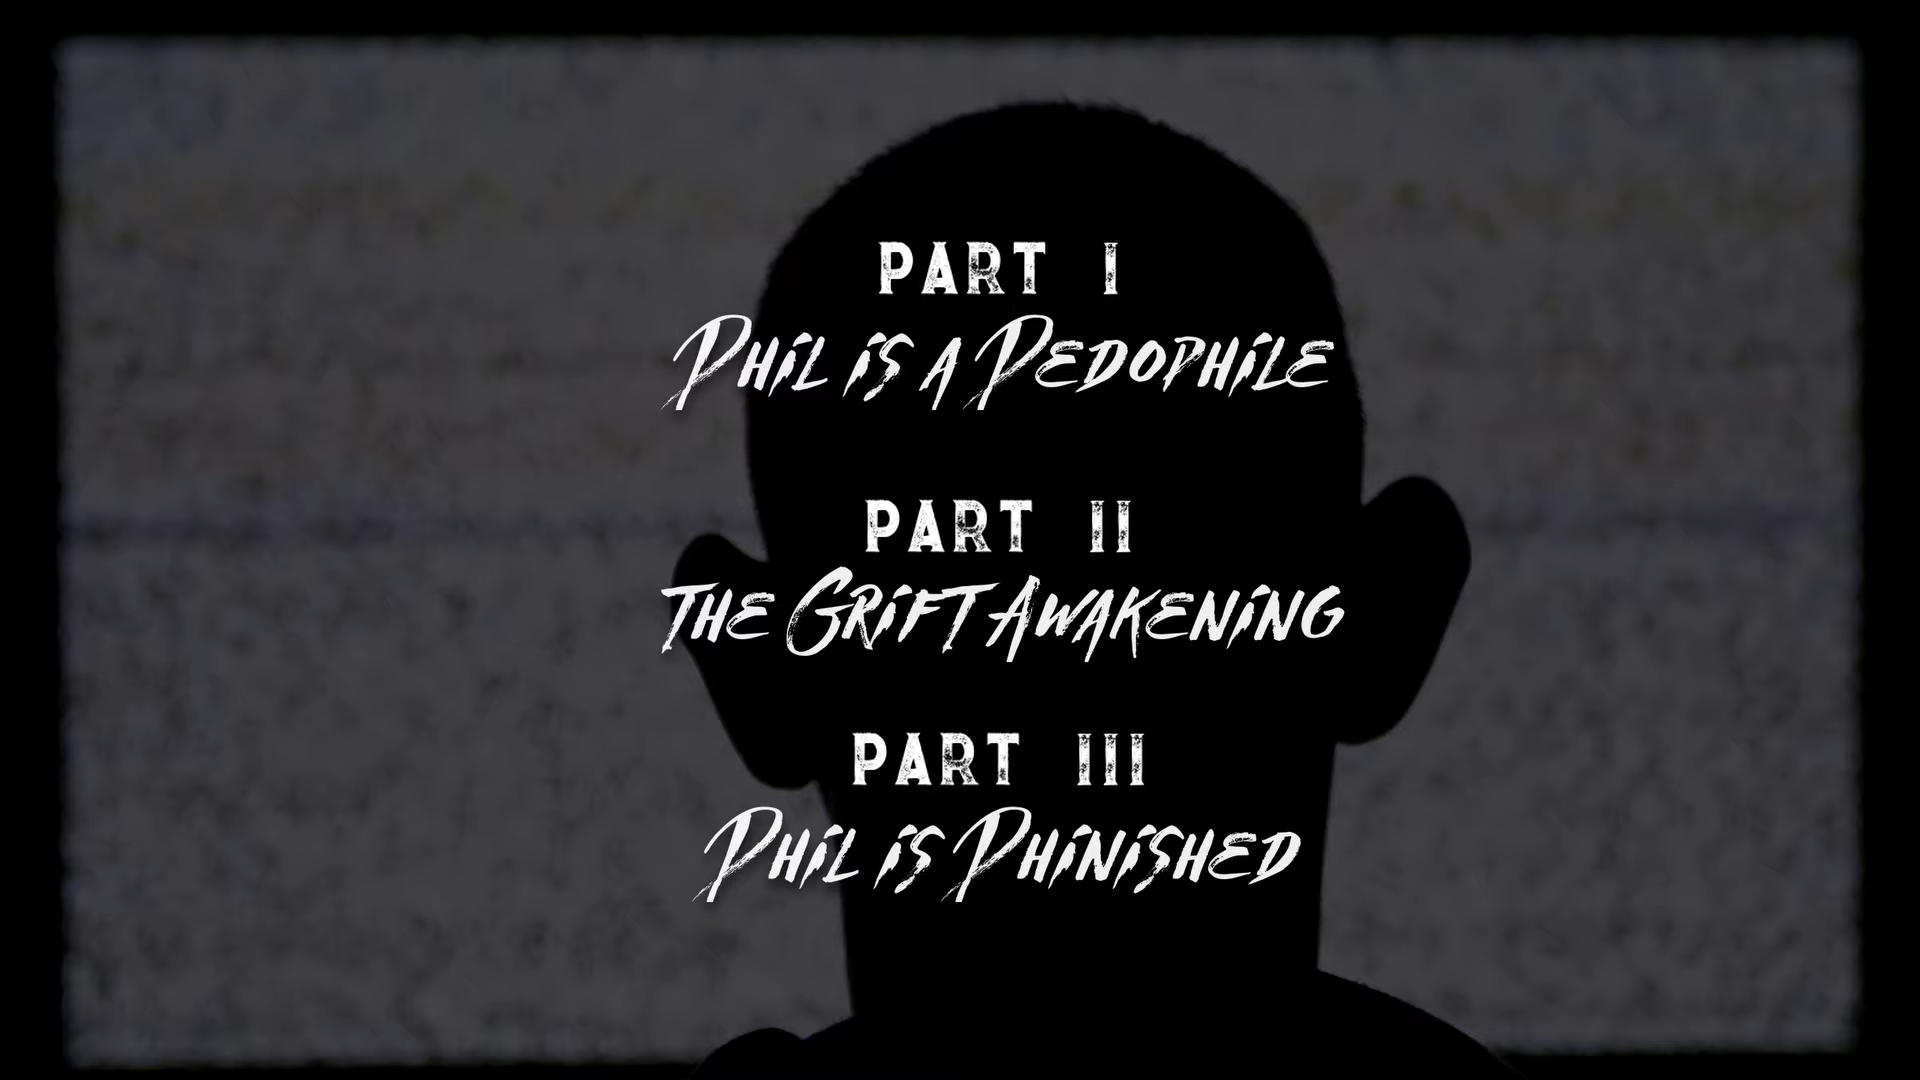 PART I
PHIL IS A PEDOPHILE
PART II
THE GRIFT AWAKENING
PART III
PHIL IS PHINISHED